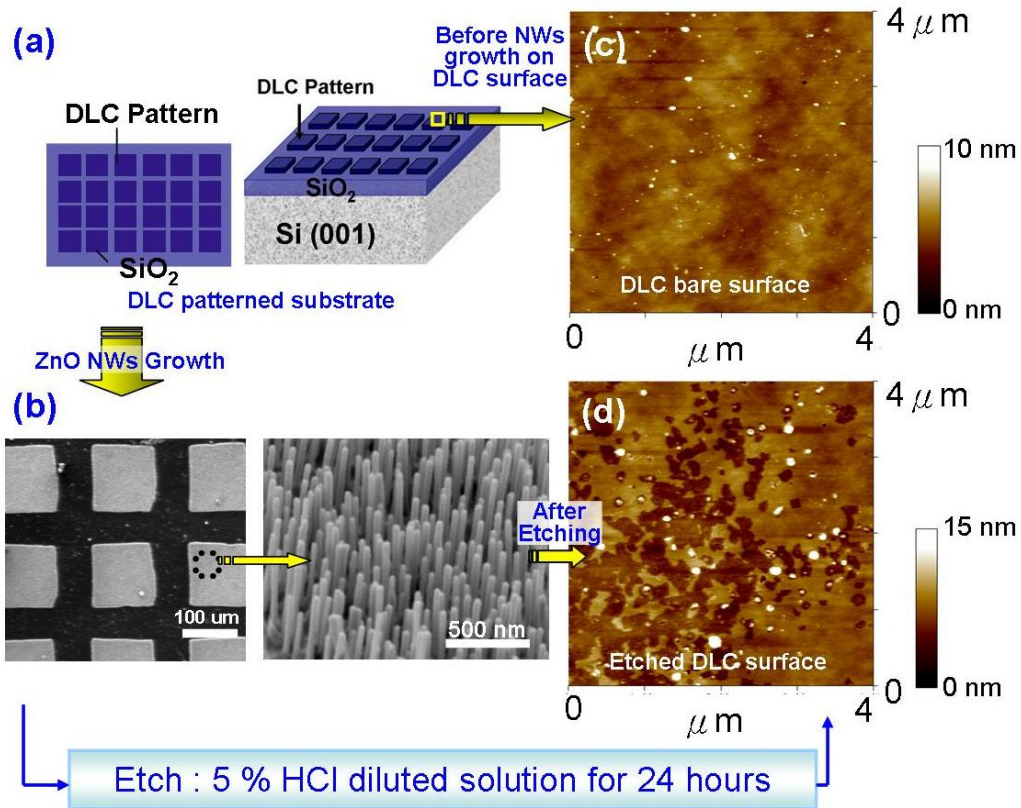 (a)
DLC Pattern
SiO₂
DLC Pattern
SiO₂
Si (001)
DLC patterned substrate
Before NWs
growth on
DLC surface
(c)
4 μm
DLC bare surface
0
0
μm
4
10 nm
0 nm
ZnO NWs Growth
(b)
100 um
500 nm
After
Etching
(d)
4 μm
Etched DLC surface
0
0
μm
4
15 nm
0 nm
Etch : 5 % HCl diluted solution for 24 hours